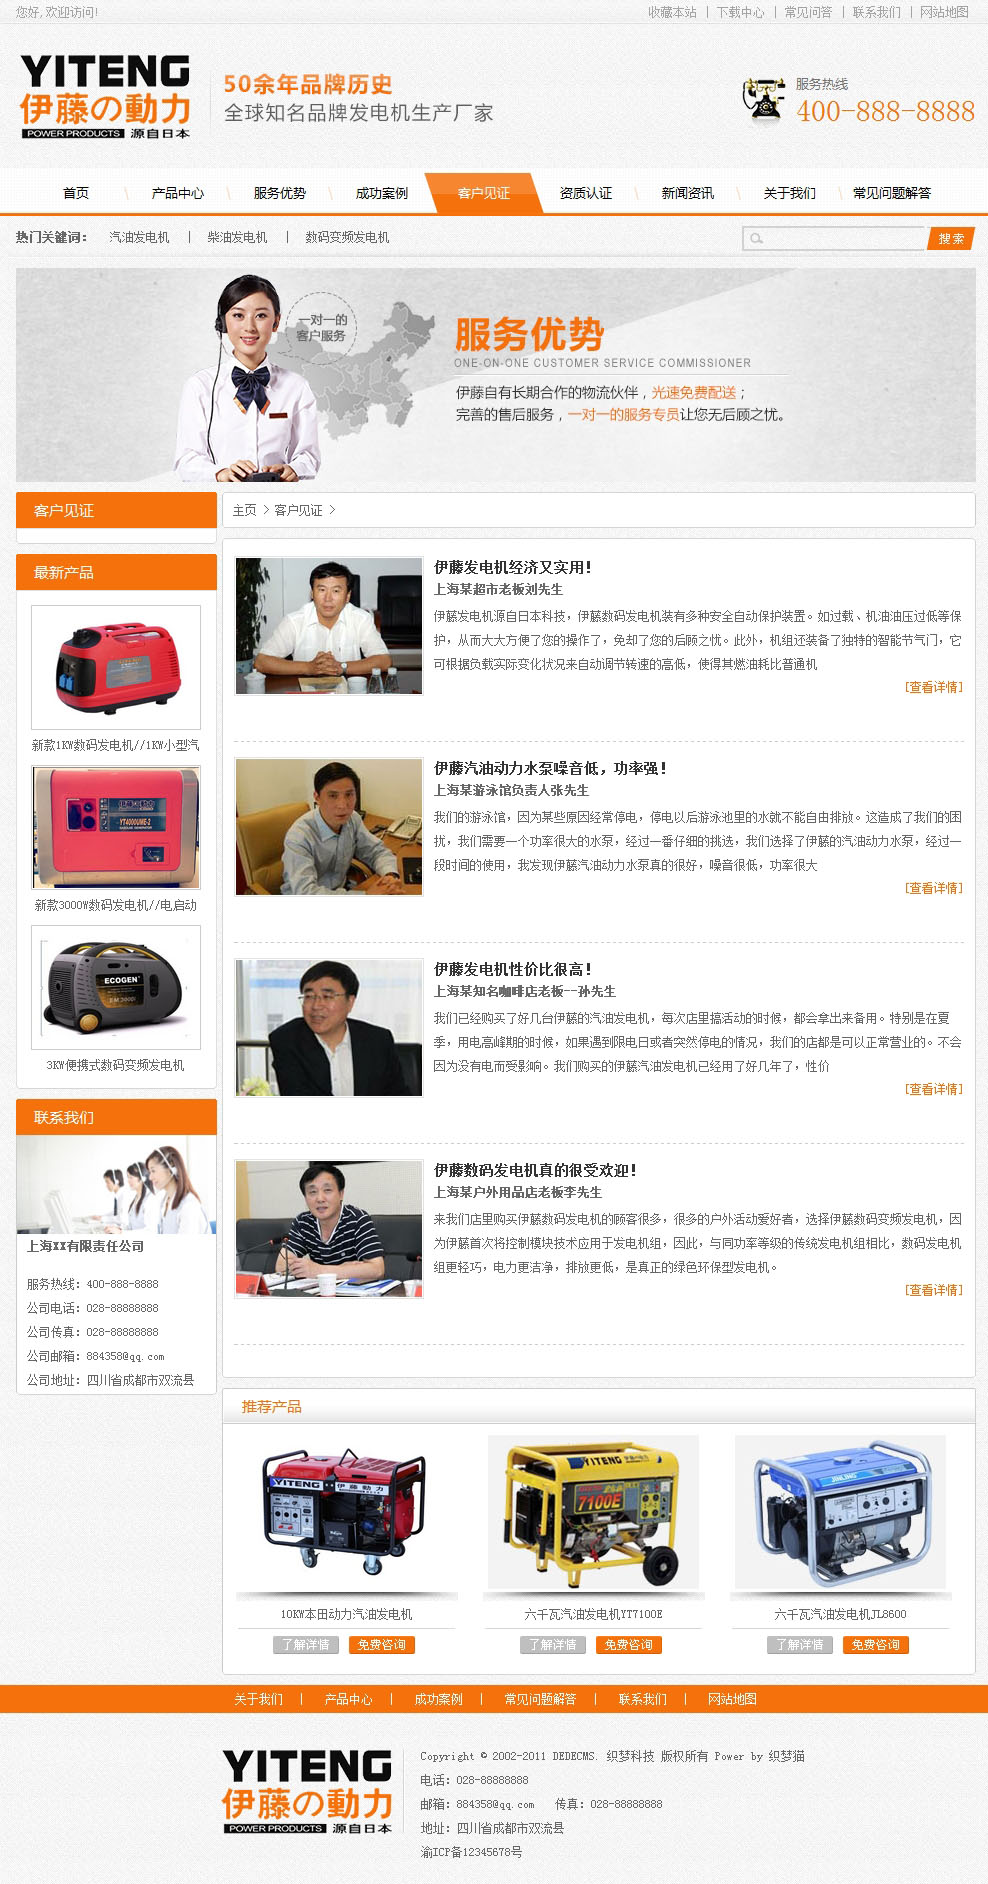 您好,欢迎访问!
收藏本站 | 下载中心 | 常见问答 | 联系我们 | 网站地图
YITENG
伊藤の動力
POWER PRODUCTS 源自日本
50余年品牌历史
全球知名品牌发电机生产厂家
服务热线
400-888-8888
首页 产品中心 服务优势 成功案例 客户见证 资质认证 新闻资讯 关于我们 常见问题解答
热门关键词： 汽油发电机 | 柴油发电机 | 数码变频发电机
搜索
一对一的
客户服务
服务优势
ONE-ON-ONE CUSTOMER SERVICE COMMISSIONER
伊藤自有长期合作的物流伙伴，光速免费配送；
完善的售后服务，一对一的服务专员让您无后顾之忧。
客户见证
主页 > 客户见证 >
最新产品
新款1KW数码发电机//1KW小型汽
YT4000UME-2
新款3000W数码发电机//电启动
ECOGEN
3KW便携式数码变频发电机
联系我们
上海XX有限责任公司
服务热线：400-888-8888
公司电话：028-88888888
公司传真：028-88888888
公司邮箱：884358@qq.com
公司地址：四川省成都市双流县
伊藤发电机经济又实用！
上海某超市老板刘先生
伊藤发电机源自日本科技，伊藤数码发电机装有多种安全自动保护装置。如过载、机油油压过低等保
护，从而大大方便了您的操作了，免却了您的后顾之忧。此外，机组还装备了独特的智能节气门，它
可根据负载实际变化状况来自动调节转速的高低，使得其燃油耗比普通机
[查看详情]
伊藤汽油动力水泵噪音低，功率强！
上海某游泳馆负责人张先生
我们的游泳馆，因为某些原因经常停电，停电以后游泳池里的水就不能自由排放。这造成了我们的困
扰，我们需要一个功率很大的水泵，经过一番仔细的挑选，我们选择了伊藤的汽油动力水泵，经过一
段时间的使用，我发现伊藤汽油动力水泵真的很好，噪音很低，功率很大
[查看详情]
伊藤发电机性价比很高！
上海某知名咖啡店老板--孙先生
我们已经购买了好几台伊藤的汽油发电机，每次店里搞活动的时候，都会拿出来备用。特别是在夏
季，用电高峰期的时候，如果遇到限电日或者突然停电的情况，我们的店都是可以正常营业的。不会
因为没有电而受影响。我们购买的伊藤汽油发电机已经用了好几年了，性价
[查看详情]
伊藤数码发电机真的很受欢迎！
上海某户外用品店老板李先生
来我们店里购买伊藤数码发电机的顾客很多，很多的户外活动爱好者，选择伊藤数码变频发电机，因
为伊藤首次将控制模块技术应用于发电机组，因此，与同功率等级的传统发电机组相比，数码发电机
组更轻巧，电力更洁净，排放更低，是真正的绿色环保型发电机。
[查看详情]
推荐产品
YITENG 伊藤動力
YITENG
7100E
JINLING
10KW本田动力汽油发电机 六千瓦汽油发电机YT7100E 六千瓦汽油发电机JL8600
了解详情 免费咨询 了解详情 免费咨询 了解详情 免费咨询
关于我们 | 产品中心 | 成功案例 | 常见问题解答 | 联系我们 | 网站地图
YITENG
伊藤の動力
POWER PRODUCTS 源自日本
Copyright © 2002-2011 DEDECMS. 织梦科技 版权所有 Power by 织梦猫
电话：028-88888888
邮箱：884358@qq.com 传真：028-88888888
地址：四川省成都市双流县
渝ICP备12345678号